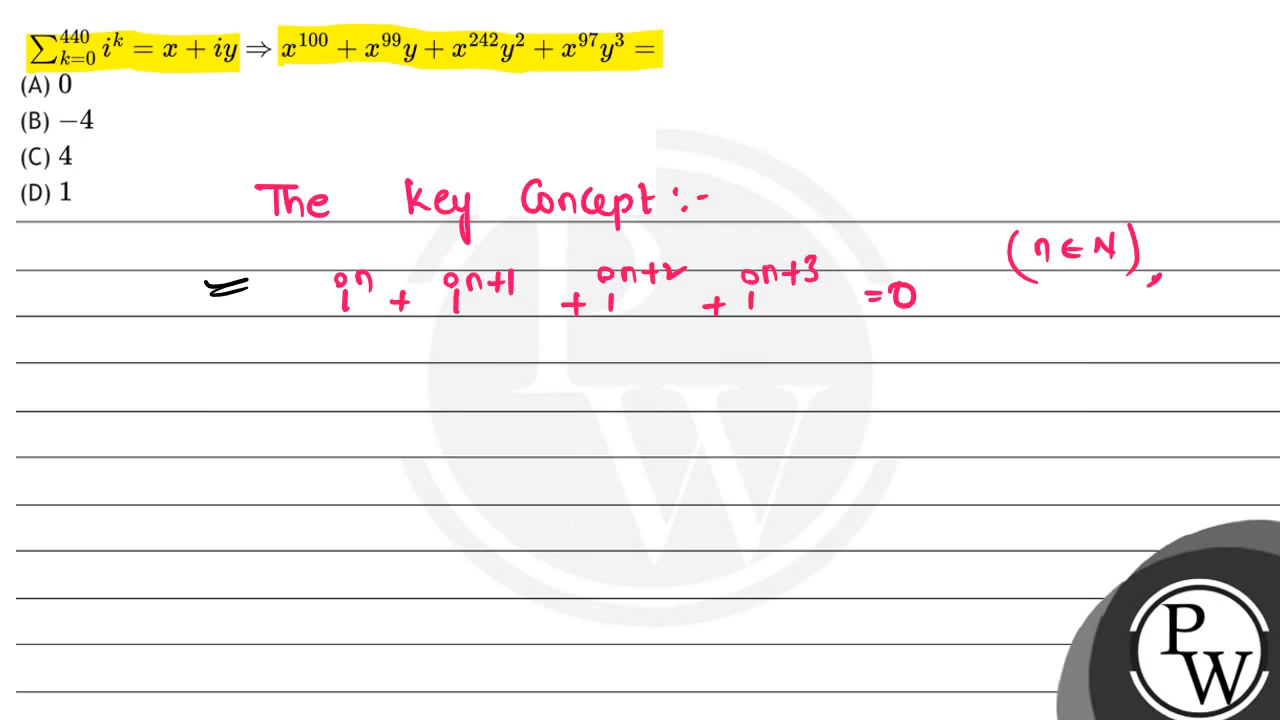 ∑_{k=0}^{440} i^k = x + iy ⇒ x^{100} + x^{99}y + x^{242}y^2 + x^{97}y^3 =
(A) 0
(B) −4
(C) 4
(D) 1
The key Concept :-
= i^n + i^{n+1} + i^{n+2} + i^{n+3} = 0 (n ∈ N),
P
W
P
W